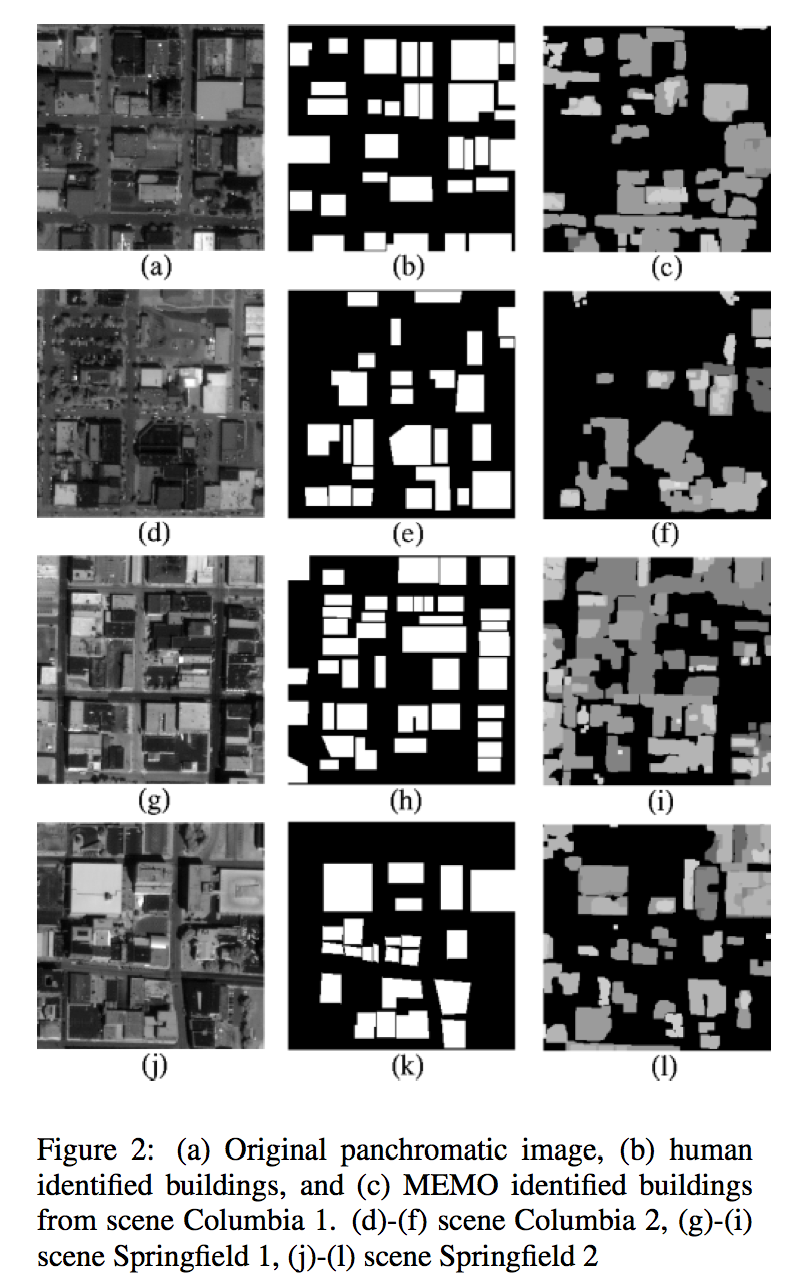 (a) (b) (c)
(d) (e) (f)
(g) (h) (i)
(j) (k) (l)
Figure 2: (a) Original panchromatic image, (b) human
identified buildings, and (c) MEMO identified buildings
from scene Columbia 1. (d)-(f) scene Columbia 2, (g)-(i)
scene Springfield 1, (j)-(l) scene Springfield 2